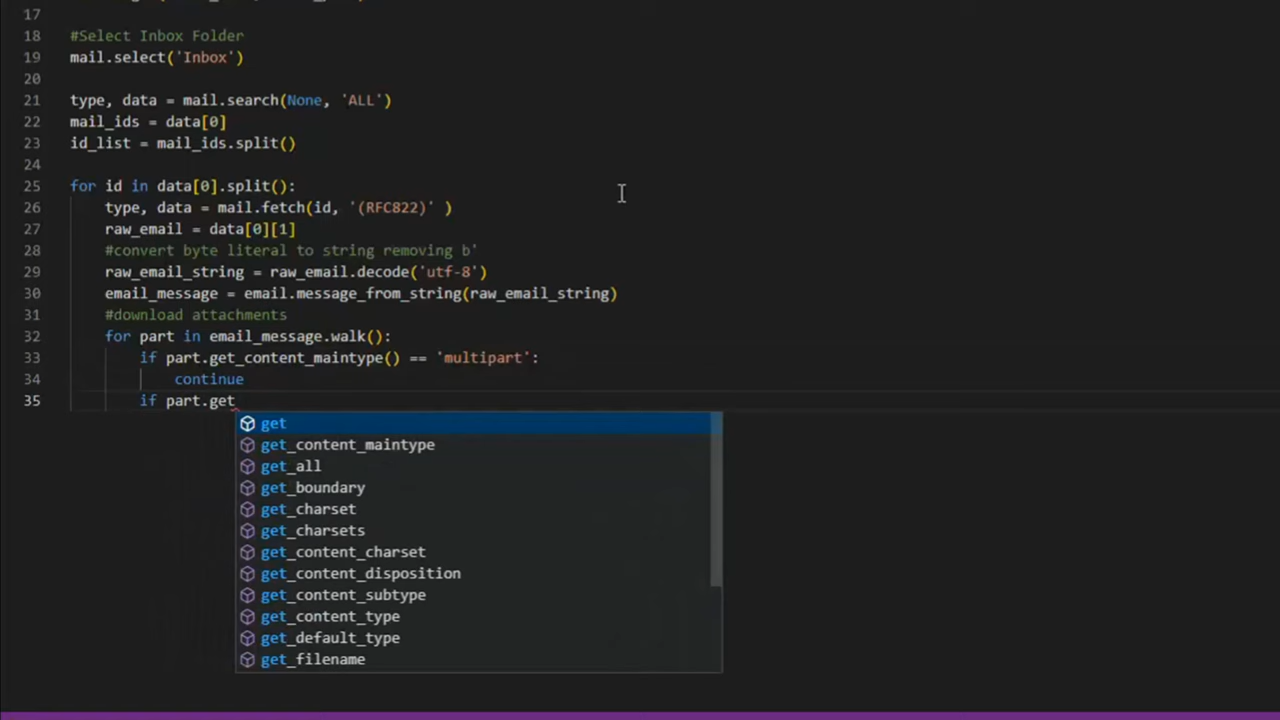 17
18 #Select Inbox Folder
19 mail.select('Inbox')
20
21 type, data = mail.search(None, 'ALL')
22 mail_ids = data[0]
23 id_list = mail_ids.split()
24
25 for id in data[0].split():
26 type, data = mail.fetch(id, '(RFC822)' )
27 raw_email = data[0][1]
28 #convert byte literal to string removing b'
29 raw_email_string = raw_email.decode('utf-8')
30 email_message = email.message_from_string(raw_email_string)
31 #download attachments
32 for part in email_message.walk():
33 if part.get_content_maintype() == 'multipart':
34 continue
35 if part.get
get
get_content_maintype
get_all
get_boundary
get_charset
get_charsets
get_content_charset
get_content_disposition
get_content_subtype
get_content_type
get_default_type
get_filename